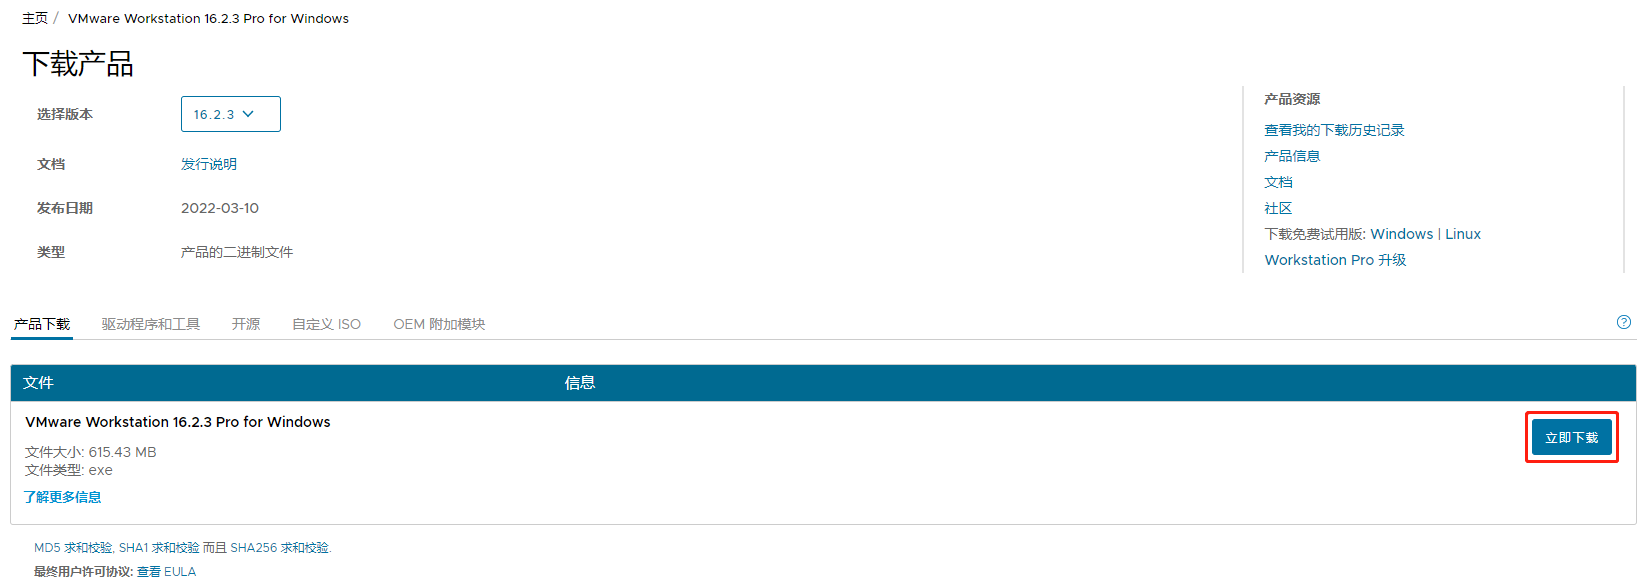 主页 / VMware Workstation 16.2.3 Pro for Windows
下载产品
选择版本 16.2.3
文档 发行说明
发布日期 2022-03-10
类型 产品的二进制文件
产品资源
查看我的下载历史记录
产品信息
文档
社区
下载免费试用版: Windows | Linux
Workstation Pro 升级
产品下载 驱动程序和工具 开源 自定义 ISO OEM 附加模块 ?
文件 信息
VMware Workstation 16.2.3 Pro for Windows
文件大小: 615.43 MB
文件类型: exe
了解更多信息
立即下载
MD5 求和校验, SHA1 求和校验 而且 SHA256 求和校验.
最终用户许可协议: 查看 EULA